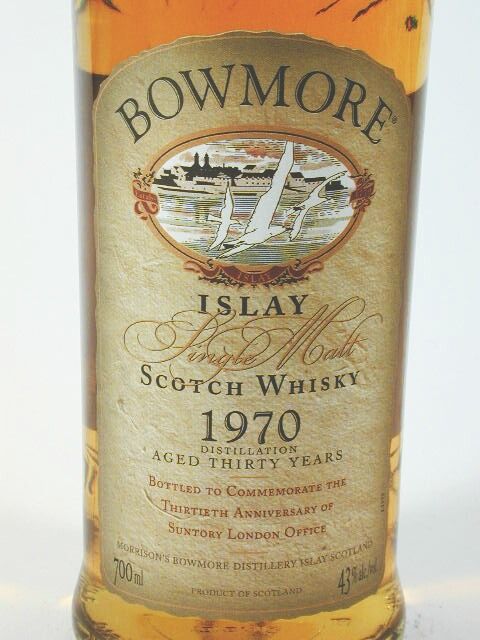 BOWMORE®
ISLAY
ISLAY
Single Malt
SCOTCH WHISKY
1970
DISTILLATION
AGED THIRTY YEARS
BOTTLED TO COMMEMORATE THE
THIRTIETH ANNIVERSARY OF
SUNTORY LONDON OFFICE
MORRISON'S BOWMORE DISTILLERY ISLAY SCOTLAND
700ml 43% alc./vol.
PRODUCT OF SCOTLAND